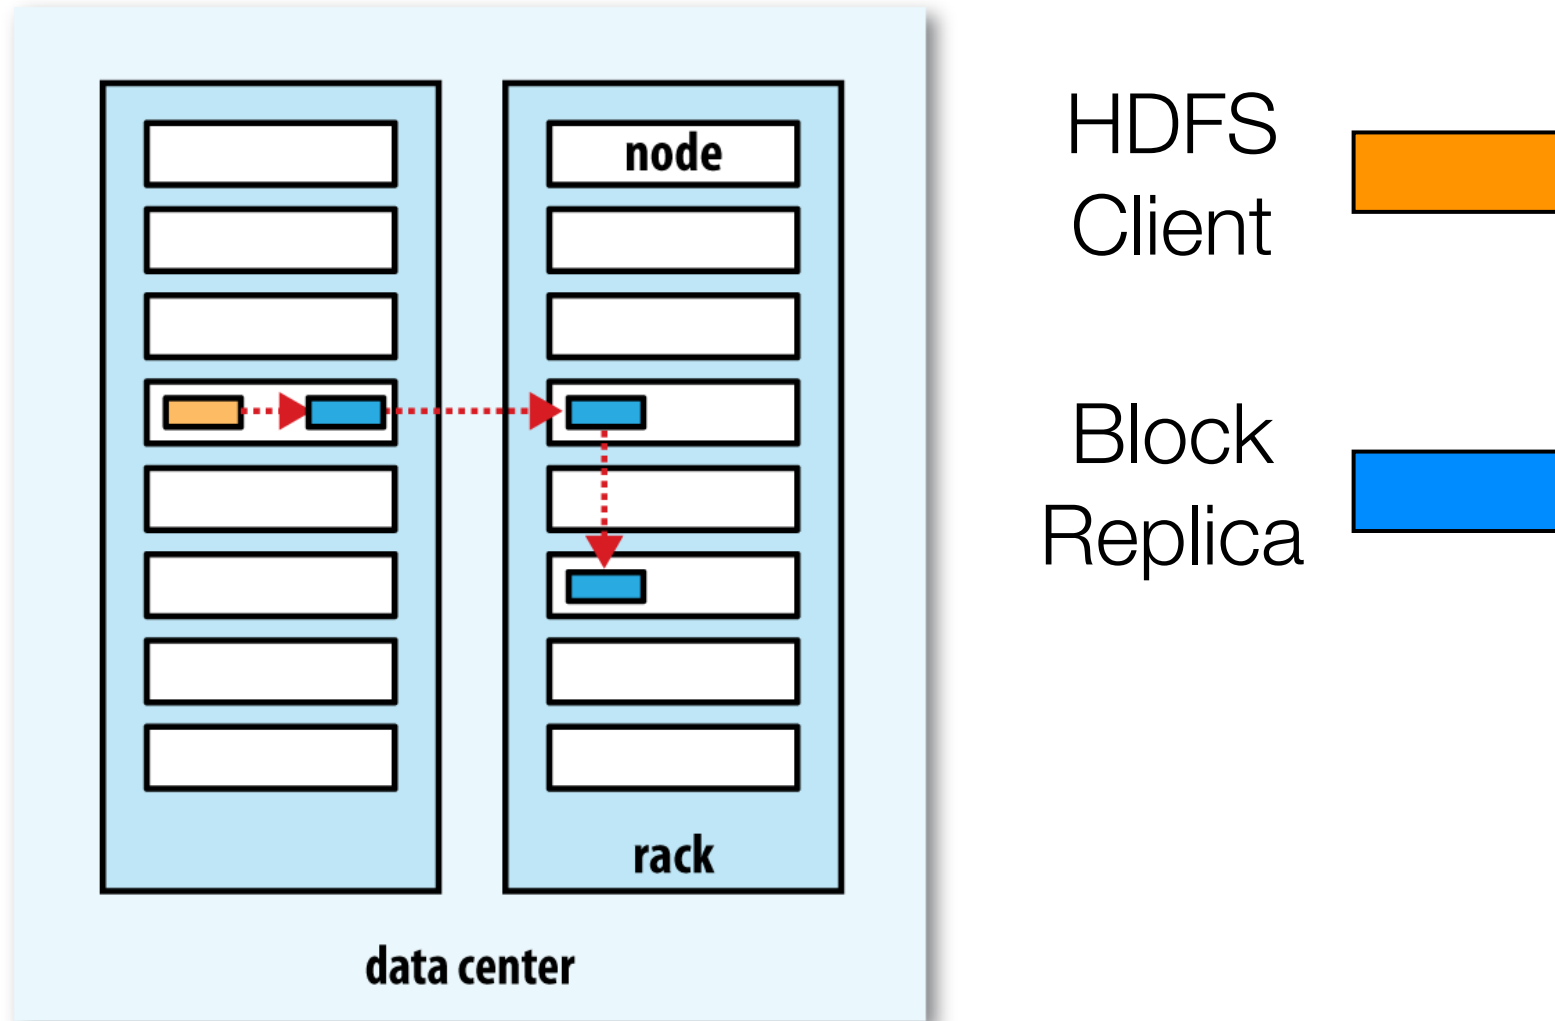 node
rack
data center
HDFS
Client
Block
Replica